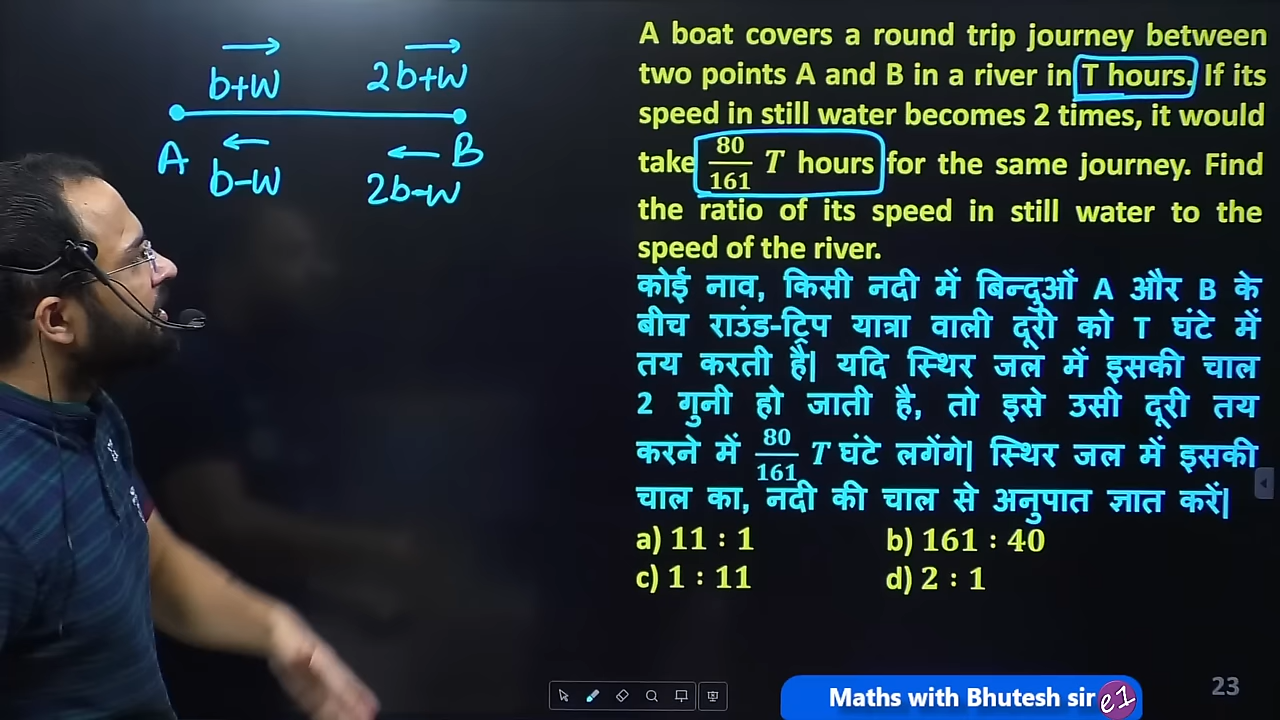 b+w 2b+w
A B
b-w 2b-w
A boat covers a round trip journey between
two points A and B in a river in T hours. If its
speed in still water becomes 2 times, it would
take 80/161 T hours for the same journey. Find
the ratio of its speed in still water to the
speed of the river.
कोई नाव, किसी नदी में बिन्दुओं A और B के
बीच राउंड-ट्रिप यात्रा वाली दूरी को T घंटे में
तय करती है| यदि स्थिर जल में इसकी चाल
2 गुनी हो जाती है, तो इसे उसी दूरी तय
करने में 80/161 T घंटे लगेंगे| स्थिर जल में इसकी
चाल का, नदी की चाल से अनुपात ज्ञात करें|
a) 11 : 1 b) 161 : 40
c) 1 : 11 d) 2 : 1
Maths with Bhutesh sir e1
23